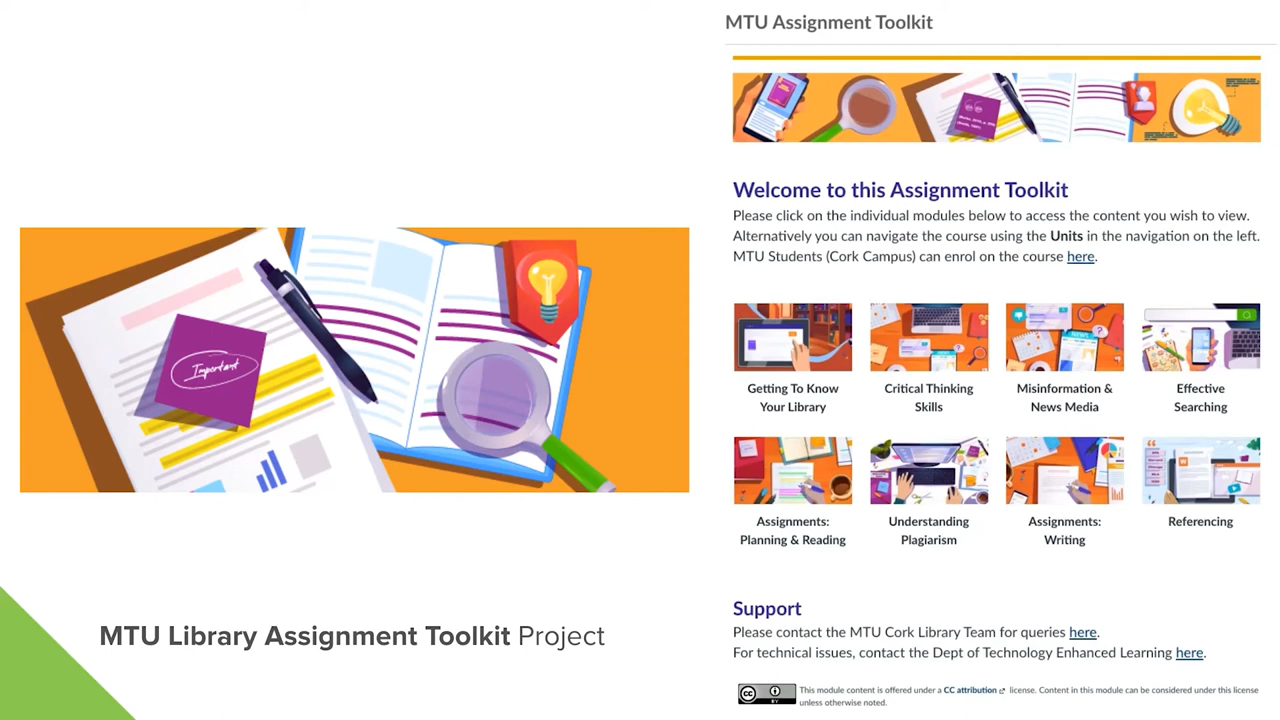 MTU Assignment Toolkit
Important
Welcome to this Assignment Toolkit
Please click on the individual modules below to access the content you wish to view.
Alternatively you can navigate the course using the Units in the navigation on the left.
MTU Students (Cork Campus) can enrol on the course here.
Getting To Know
Your Library
Critical Thinking
Skills
Misinformation &
News Media
Effective
Searching
Assignments:
Planning & Reading
Understanding
Plagiarism
Assignments:
Writing
Referencing
MTU Library Assignment Toolkit Project
Support
Please contact the MTU Cork Library Team for queries here.
For technical issues, contact the Dept of Technology Enhanced Learning here.
CC BY
This module content is offered under a CC attribution license. Content in this module can be considered under this license
unless otherwise noted.